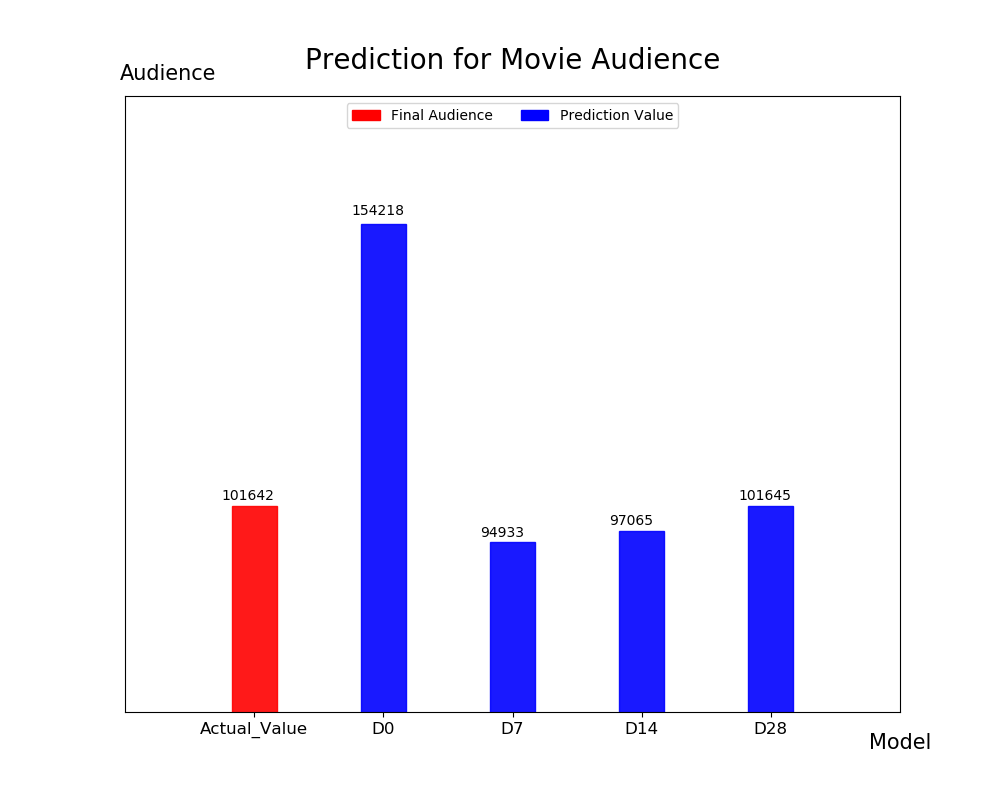 Prediction for Movie Audience
Audience
Final Audience
Prediction Value
154218
101642
101645
97065
94933
Actual_Value
D0
D7
D14
D28
Model